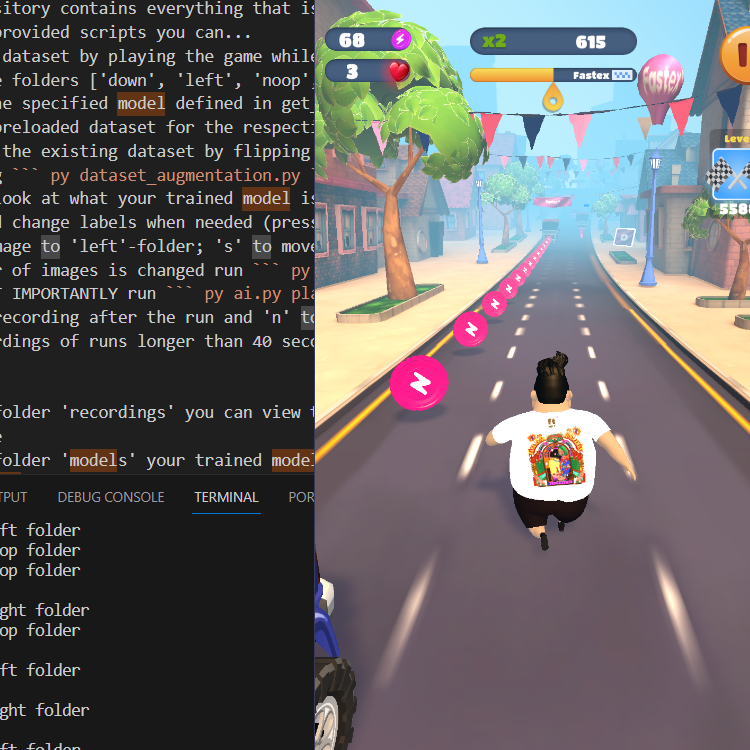 sitory contains everything that is
provided scripts you can...
dataset by playing the game while
e folders ['down', 'left', 'noop'
he specified model defined in get
preloaded dataset for the respecti
the existing dataset by flipping
g ``` py dataset_augmentation.py
look at what your trained model is
d change labels when needed (press
mage to 'left'-folder; 's' to move
r of images is changed run ``` py
T IMPORTANTLY run ``` py ai.py pla
recording after the run and 'n' to
rdings of runs longer than 40 seco
folder 'recordings' you can view t
e
folder 'models' your trained model
TPUT DEBUG CONSOLE TERMINAL POR
ft folder
op folder
op folder
ght folder
op folder
ft folder
ght folder
ft folder
68
x2 615
3
Fastex
Fastex
Leve
558